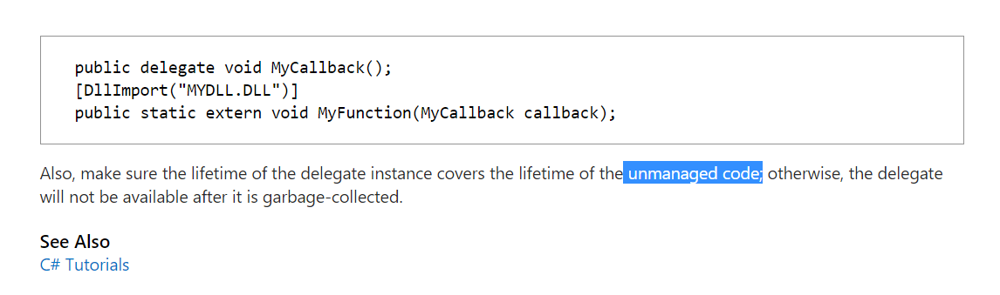 public delegate void MyCallback();
[DllImport("MYDLL.DLL")]
public static extern void MyFunction(MyCallback callback);
Also, make sure the lifetime of the delegate instance covers the lifetime of the unmanaged code; otherwise, the delegate
will not be available after it is garbage-collected.
See Also
C# Tutorials